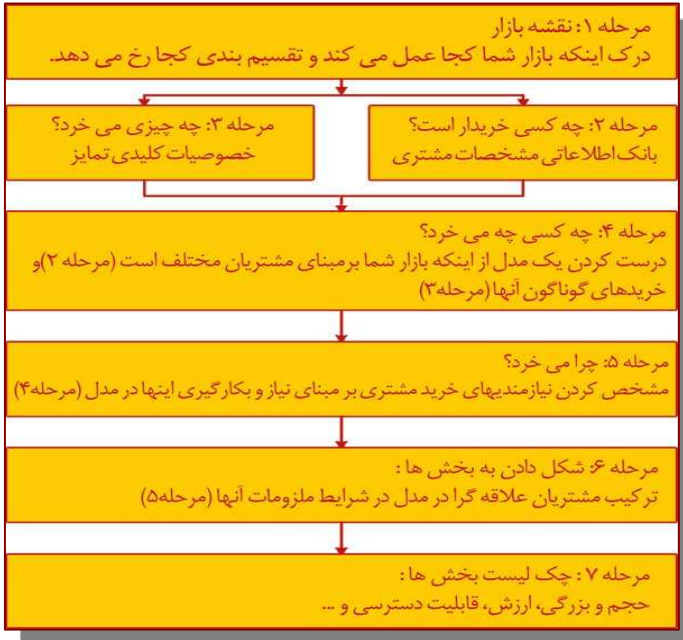 مرحله ۱: نقشه بازار
درک اینکه بازار شما کجا عمل می کند و تقسیم بندی کجا رخ می دهد.
مرحله ۲: چه کسی خریدار است؟
بانک اطلاعاتی مشخصات مشتری
مرحله ۳: چه چیزی می خرد؟
خصوصیات کلیدی تمایز
مرحله ۴: چه کسی چه می خرد؟
درست کردن یک مدل از اینکه بازار شما برمبنای مشتریان مختلف است (مرحله ۲)و
خریدهای گوناگون آنها (مرحله۳)
مرحله ۵: چرا می خرد؟
مشخص کردن نیازمندیهای خرید مشتری بر مبنای نیاز و بکارگیری اینها در مدل (مرحله۴)
مرحله ۶: شکل دادن به بخش ها :
ترکیب مشتریان علاقه گرا در مدل در شرایط ملزومات آنها (مرحله۵)
مرحله ۷ : چک لیست بخش ها :
حجم و بزرگی، ارزش، قابلیت دسترسی و ...